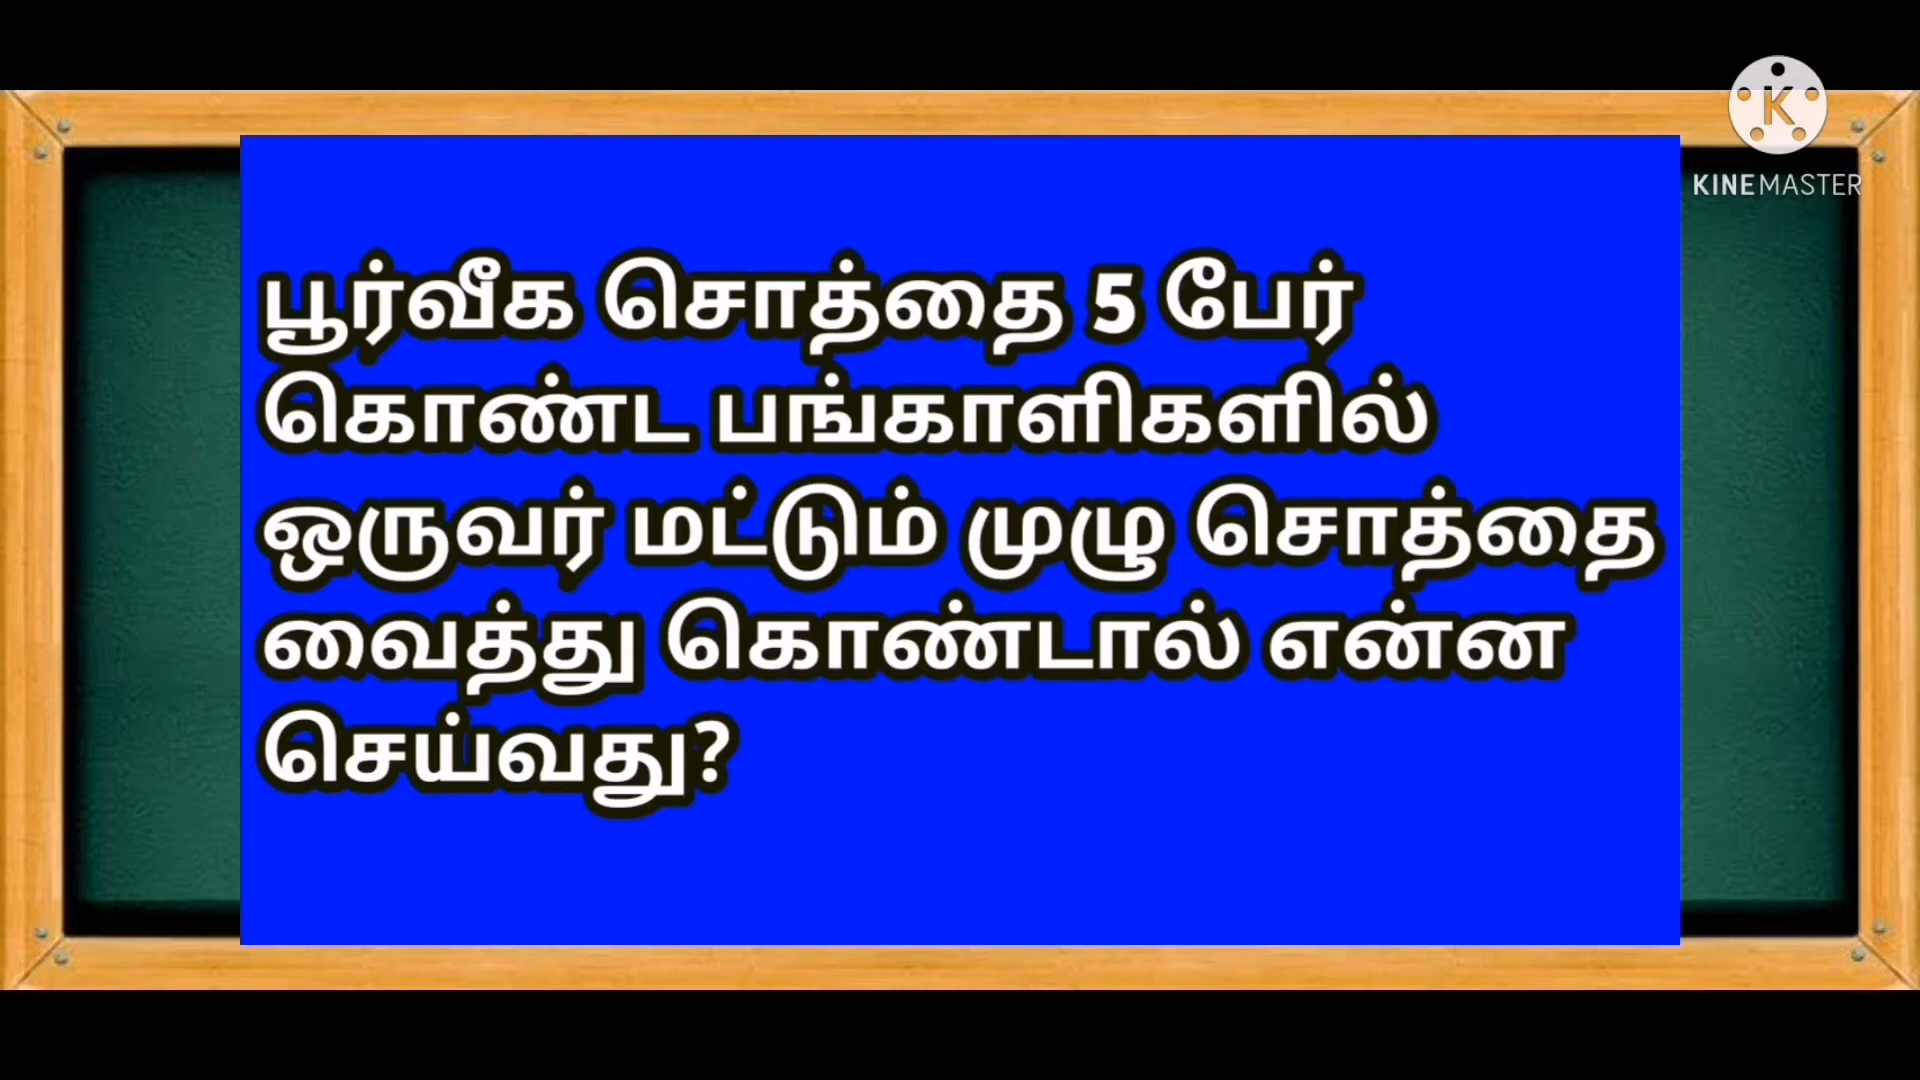 K
KINEMASTER
பூர்வீக சொத்தை 5 பேர்
கொண்ட பங்காளிகளில்
ஒருவர் மட்டும் முழு சொத்தை
வைத்து கொண்டால் என்ன
செய்வது?